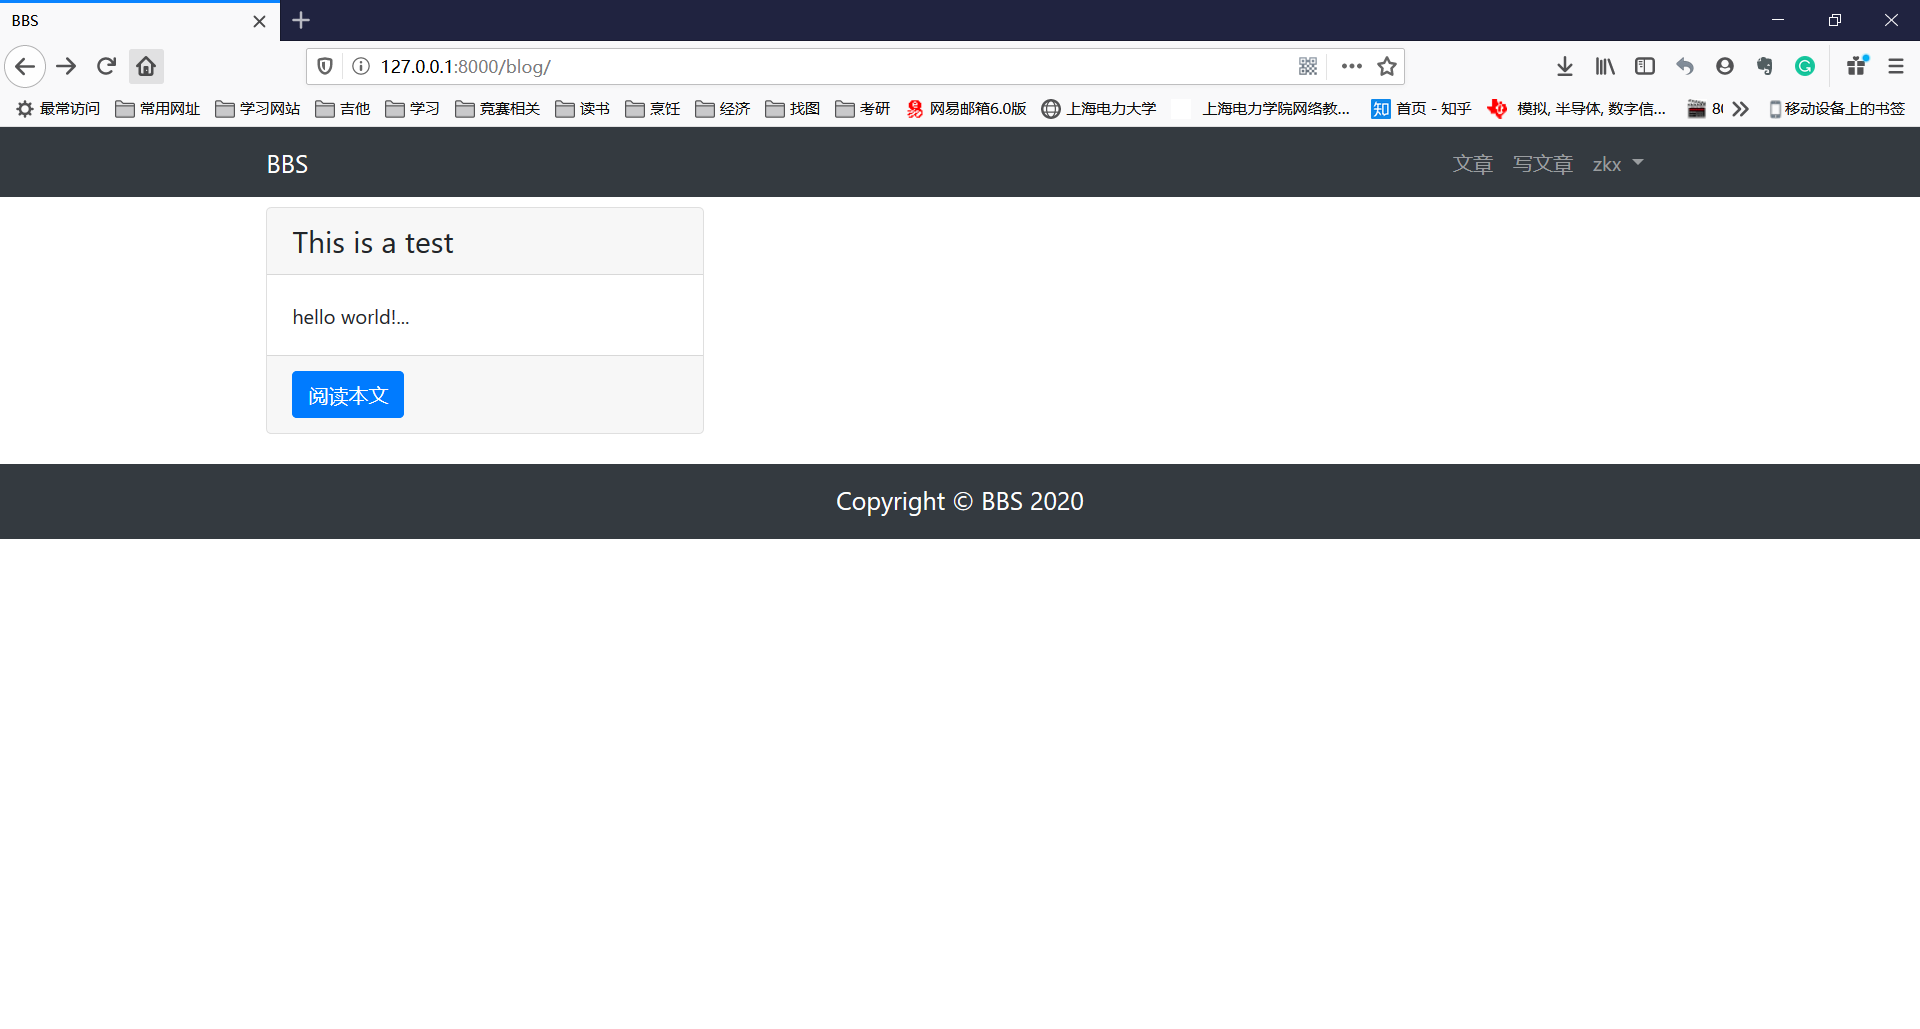 BBS
127.0.0.1:8000/blog/
最常访问 常用网址 学习网站 吉他 学习 竞赛相关 读书 烹饪 经济 找图 考研 网易邮箱6.0版 上海电力大学 上海电力学院网络教... 知 首页 - 知乎 模拟, 半导体, 数字信... 移动设备上的书签
BBS 文章 写文章 zkx
This is a test
hello world!...
阅读本文
Copyright © BBS 2020